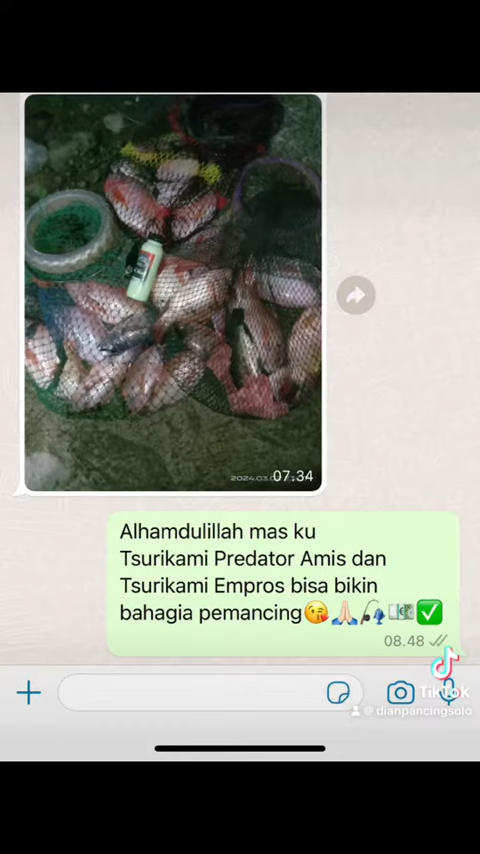 07.34
Alhamdulillah mas ku
Tsurikami Predator Amis dan
Tsurikami Empros bisa bikin
bahagia pemancing😘🙏🏻🎣💵✅
08.48
TikTok
@dianpancingsolo